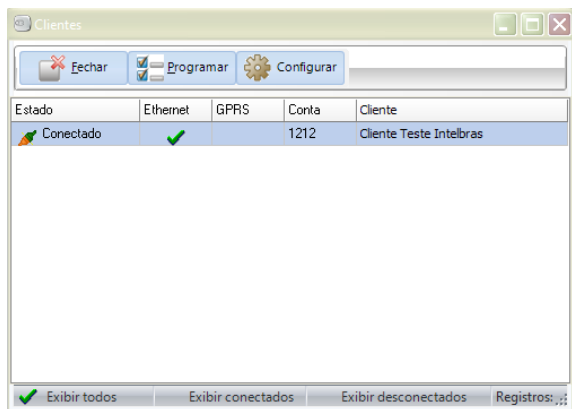 Clientes
Fechar Programar Configurar
Estado Ethernet GPRS Conta Cliente
Conectado 1212 Cliente Teste Intelbras
Exibir todos Exibir conectados Exibir desconectados Registros: